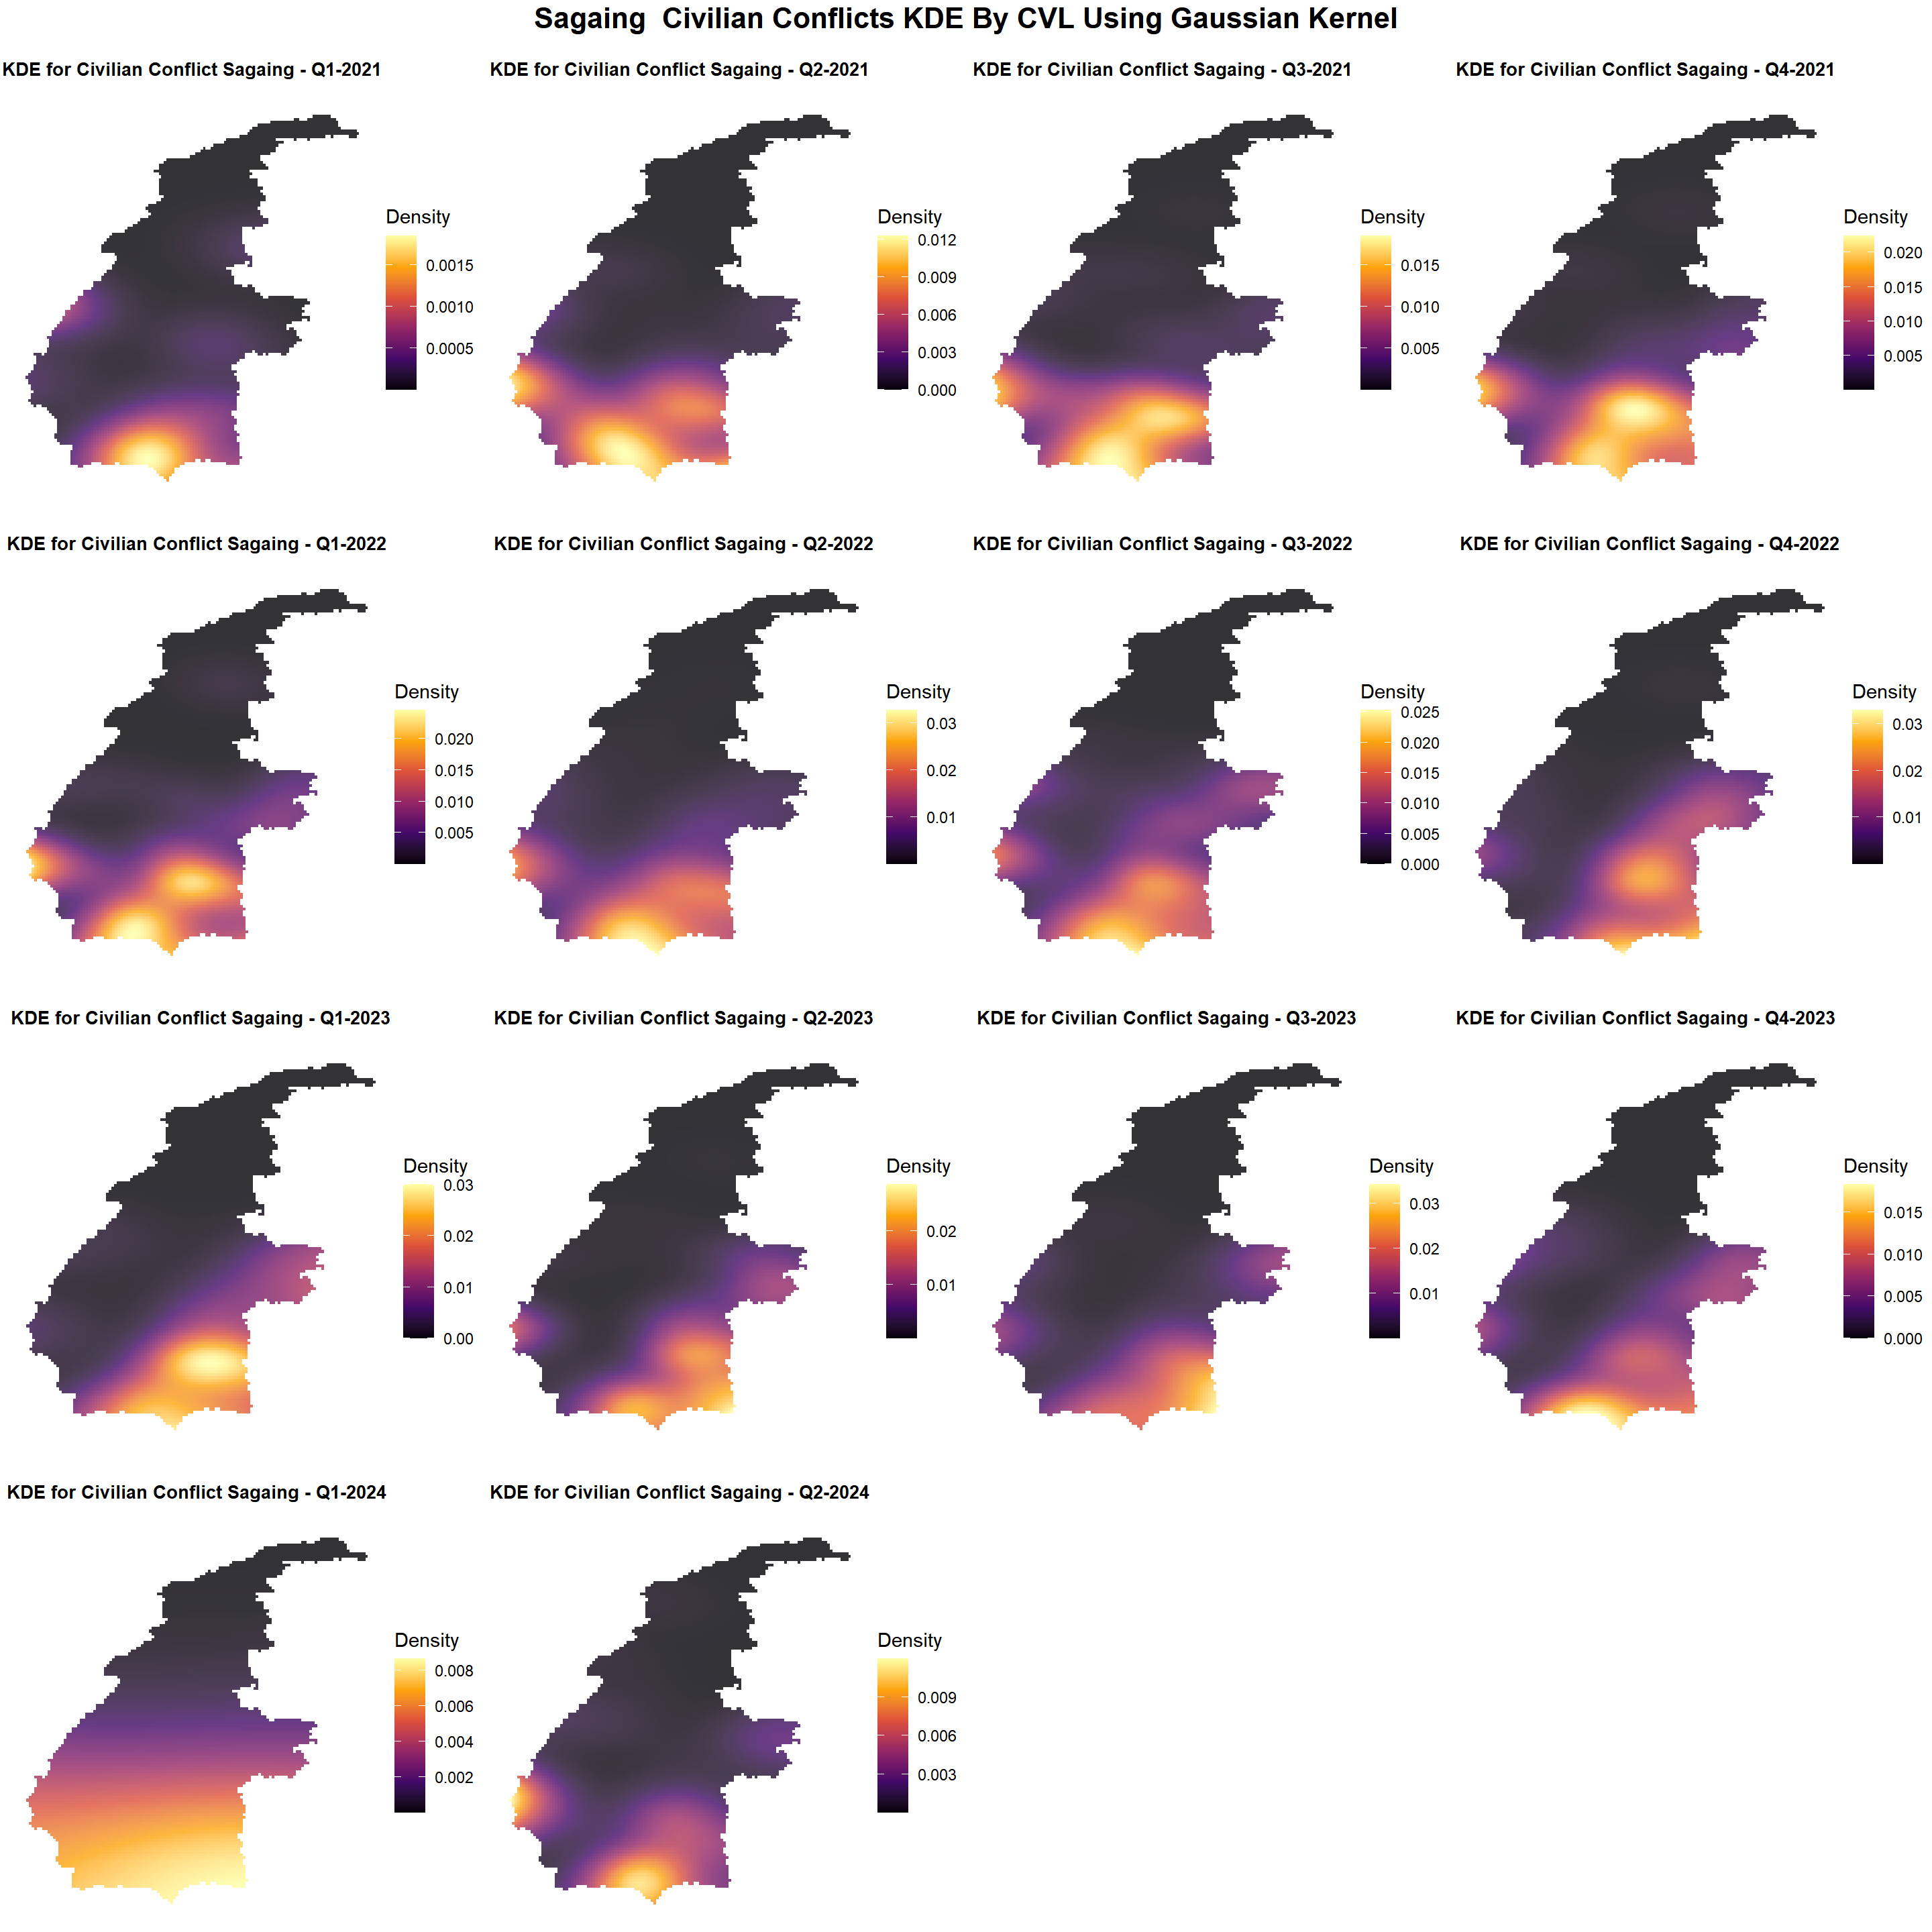 Sagaing  Civilian Conflicts KDE By CVL Using Gaussian Kernel
KDE for Civilian Conflict Sagaing - Q1-2021
Density
0.0015
0.0010
0.0005
KDE for Civilian Conflict Sagaing - Q2-2021
Density
0.012
0.009
0.006
0.003
0.000
KDE for Civilian Conflict Sagaing - Q3-2021
Density
0.015
0.010
0.005
KDE for Civilian Conflict Sagaing - Q4-2021
Density
0.020
0.015
0.010
0.005
KDE for Civilian Conflict Sagaing - Q1-2022
Density
0.020
0.015
0.010
0.005
KDE for Civilian Conflict Sagaing - Q2-2022
Density
0.03
0.02
0.01
KDE for Civilian Conflict Sagaing - Q3-2022
Density
0.025
0.020
0.015
0.010
0.005
0.000
KDE for Civilian Conflict Sagaing - Q4-2022
Density
0.03
0.02
0.01
KDE for Civilian Conflict Sagaing - Q1-2023
Density
0.03
0.02
0.01
0.00
KDE for Civilian Conflict Sagaing - Q2-2023
Density
0.02
0.01
KDE for Civilian Conflict Sagaing - Q3-2023
Density
0.03
0.02
0.01
KDE for Civilian Conflict Sagaing - Q4-2023
Density
0.015
0.010
0.005
0.000
KDE for Civilian Conflict Sagaing - Q1-2024
Density
0.008
0.006
0.004
0.002
KDE for Civilian Conflict Sagaing - Q2-2024
Density
0.009
0.006
0.003